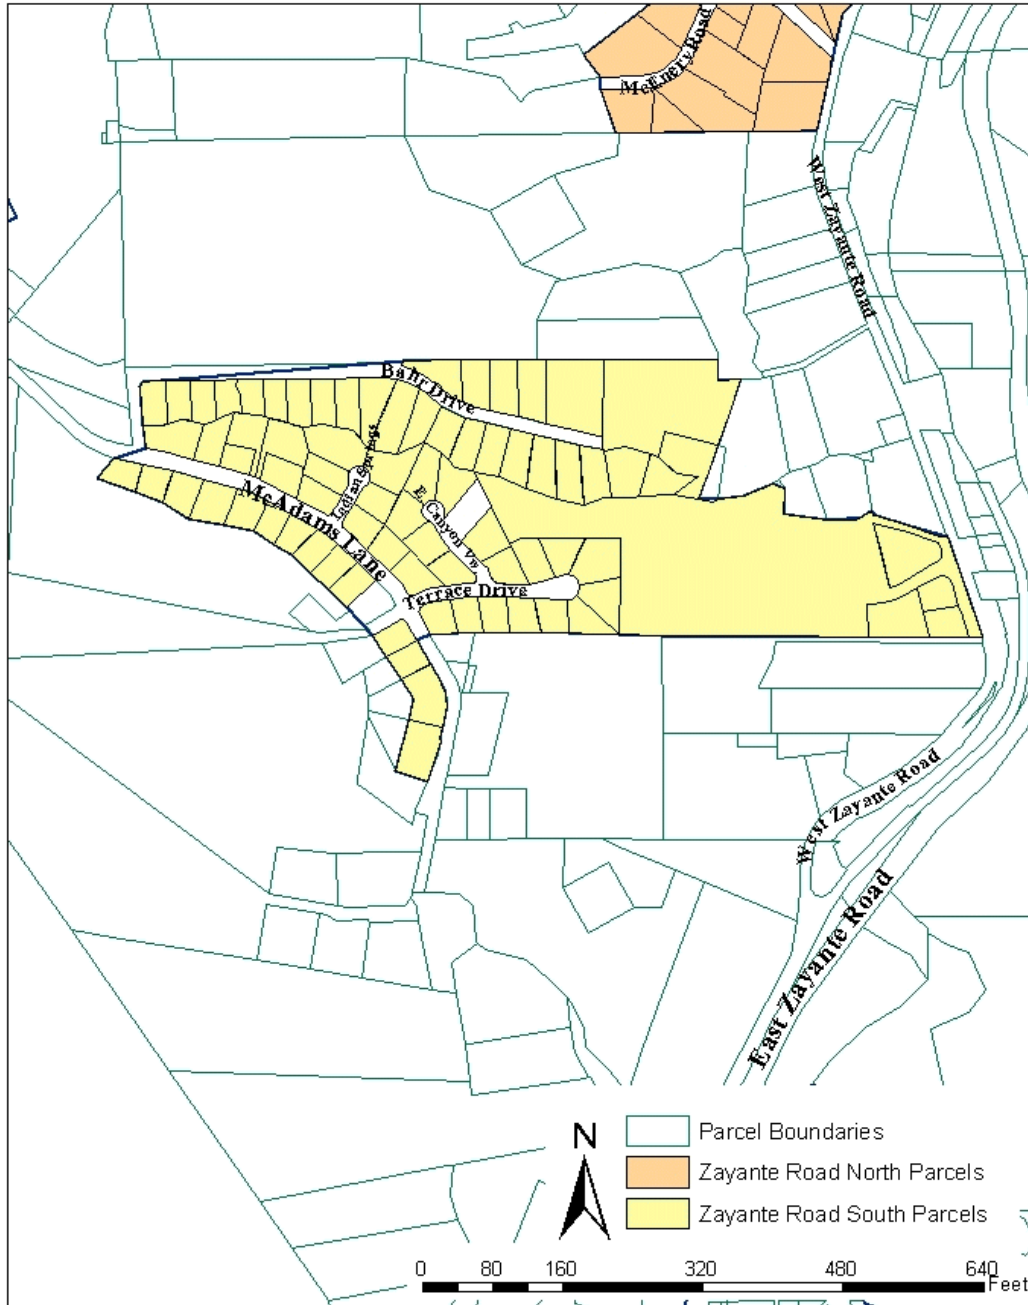 McEnery Road
West Zayante Road
Bahr Drive
Indian Springs
E. Canyon Vw
McAdams Lane
Terrace Drive
West Zayante Road
East Zayante Road
N
Parcel Boundaries
Zayante Road North Parcels
Zayante Road South Parcels
0 80 160 320 480 640
Feet